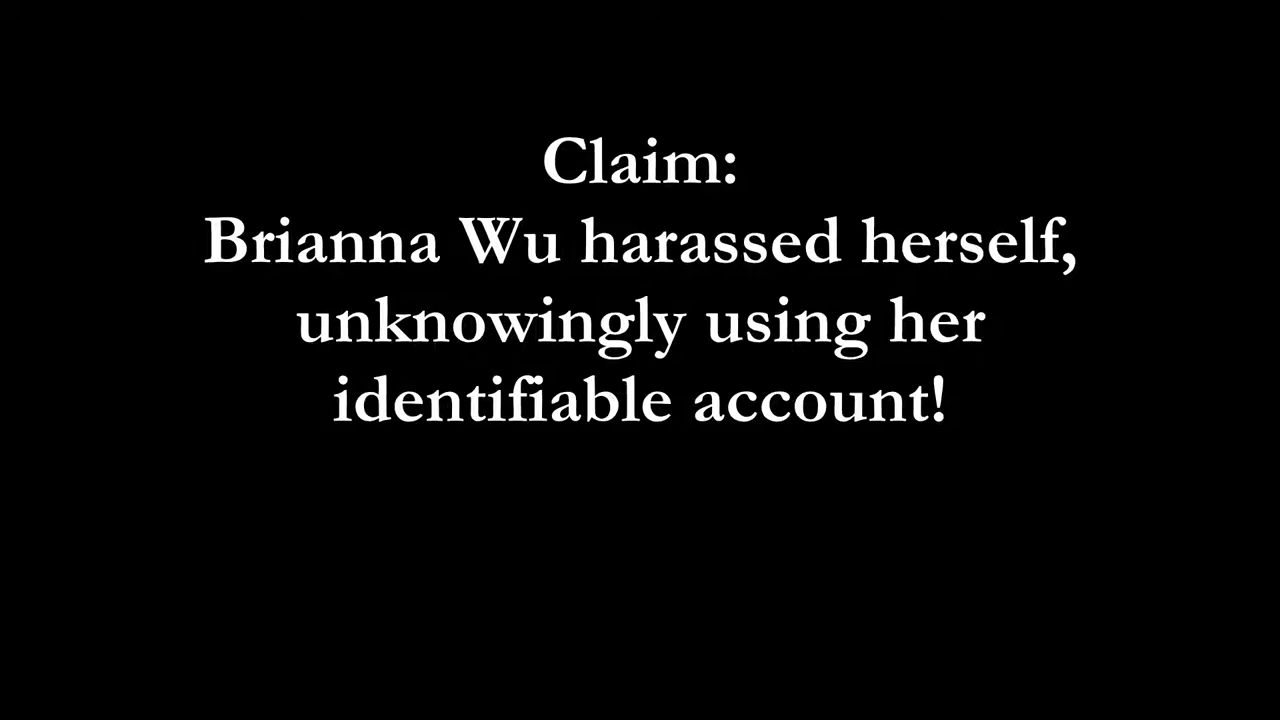 Claim:
Brianna Wu harassed herself,
unknowingly using her
identifiable account!